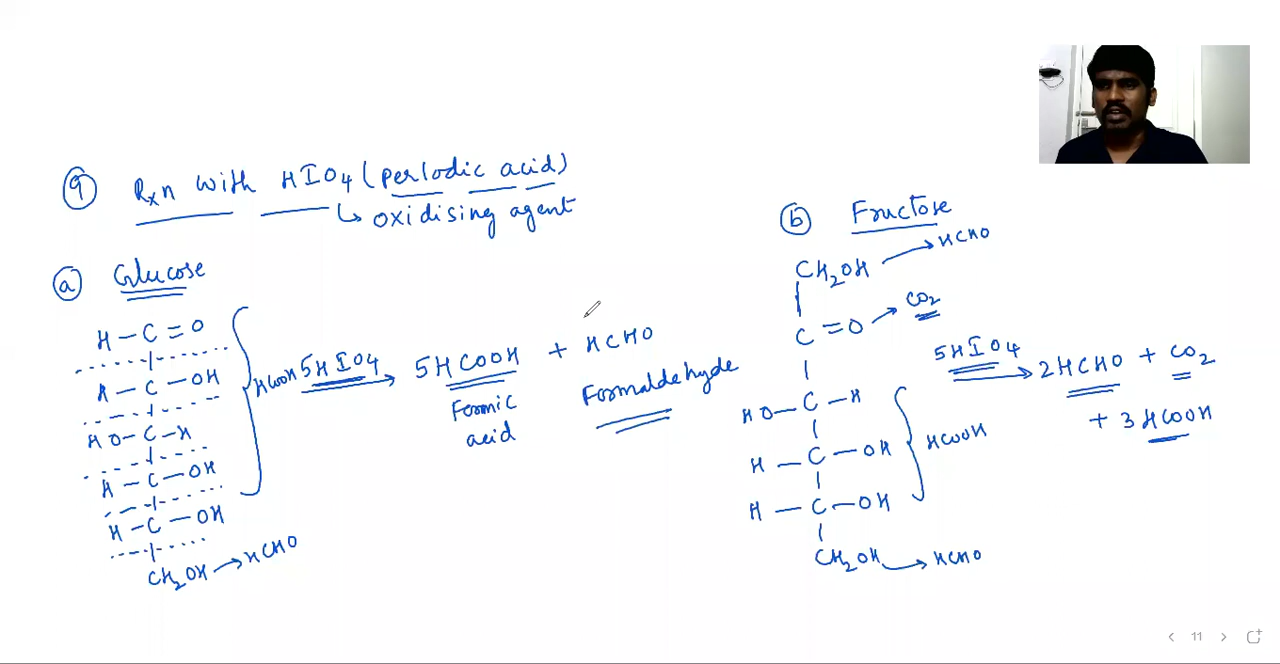 9 Rxn with HIO4 (periodic acid)
↳ oxidising agent
a Glucose
H – C = O
H – C – OH
HO – C – H
H – C – OH
H – C – OH
CH2OH → HCHO
HCOOH
5HIO4 → 5HCOOH + HCHO
Formic acid
Formaldehyde
b Fructose
CH2OH → HCHO
C = O → CO2
HO – C – H
H – C – OH
H – C – OH
CH2OH → HCHO
HCOOH
5HIO4 → 2HCHO + CO2
+ 3HCOOH
< 11 >